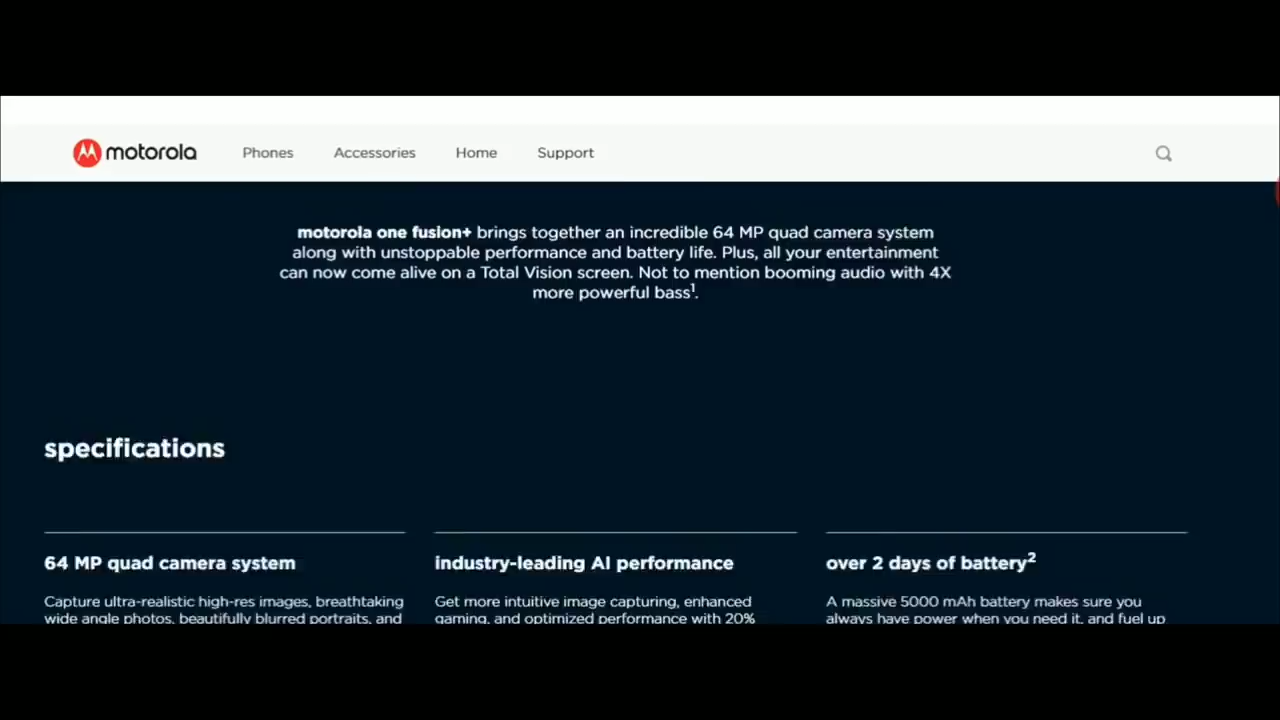 motorola Phones Accessories Home Support
motorola one fusion+ brings together an incredible 64 MP quad camera system
along with unstoppable performance and battery life. Plus, all your entertainment
can now come alive on a Total Vision screen. Not to mention booming audio with 4X
more powerful bass¹.
specifications
64 MP quad camera system
Capture ultra-realistic high-res images, breathtaking
wide angle photos, beautifully blurred portraits, and
industry-leading AI performance
Get more intuitive image capturing, enhanced
gaming, and optimized performance with 20%
over 2 days of battery²
A massive 5000 mAh battery makes sure you
always have power when you need it, and fuel up